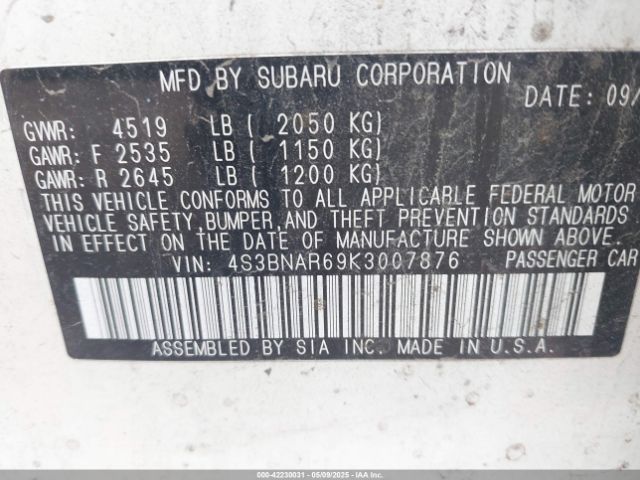 MFD BY SUBARU CORPORATION
DATE: 09/
GVWR: 4519 LB ( 2050 KG)
GAWR: F 2535 LB ( 1150 KG)
GAWR: R 2645 LB ( 1200 KG)
THIS VEHICLE CONFORMS TO ALL APPLICABLE FEDERAL MOTOR
VEHICLE SAFETY,BUMPER,AND THEFT PREVENTION STANDARDS
IN EFFECT ON THE DATE OF MANUFACTURE SHOWN ABOVE.
VIN: 4S3BNAR69K3007876 PASSENGER CAR
ASSEMBLED BY SIA INC. MADE IN U.S.A.
000-42230031 - 05/09/2025 - IAAI.COM